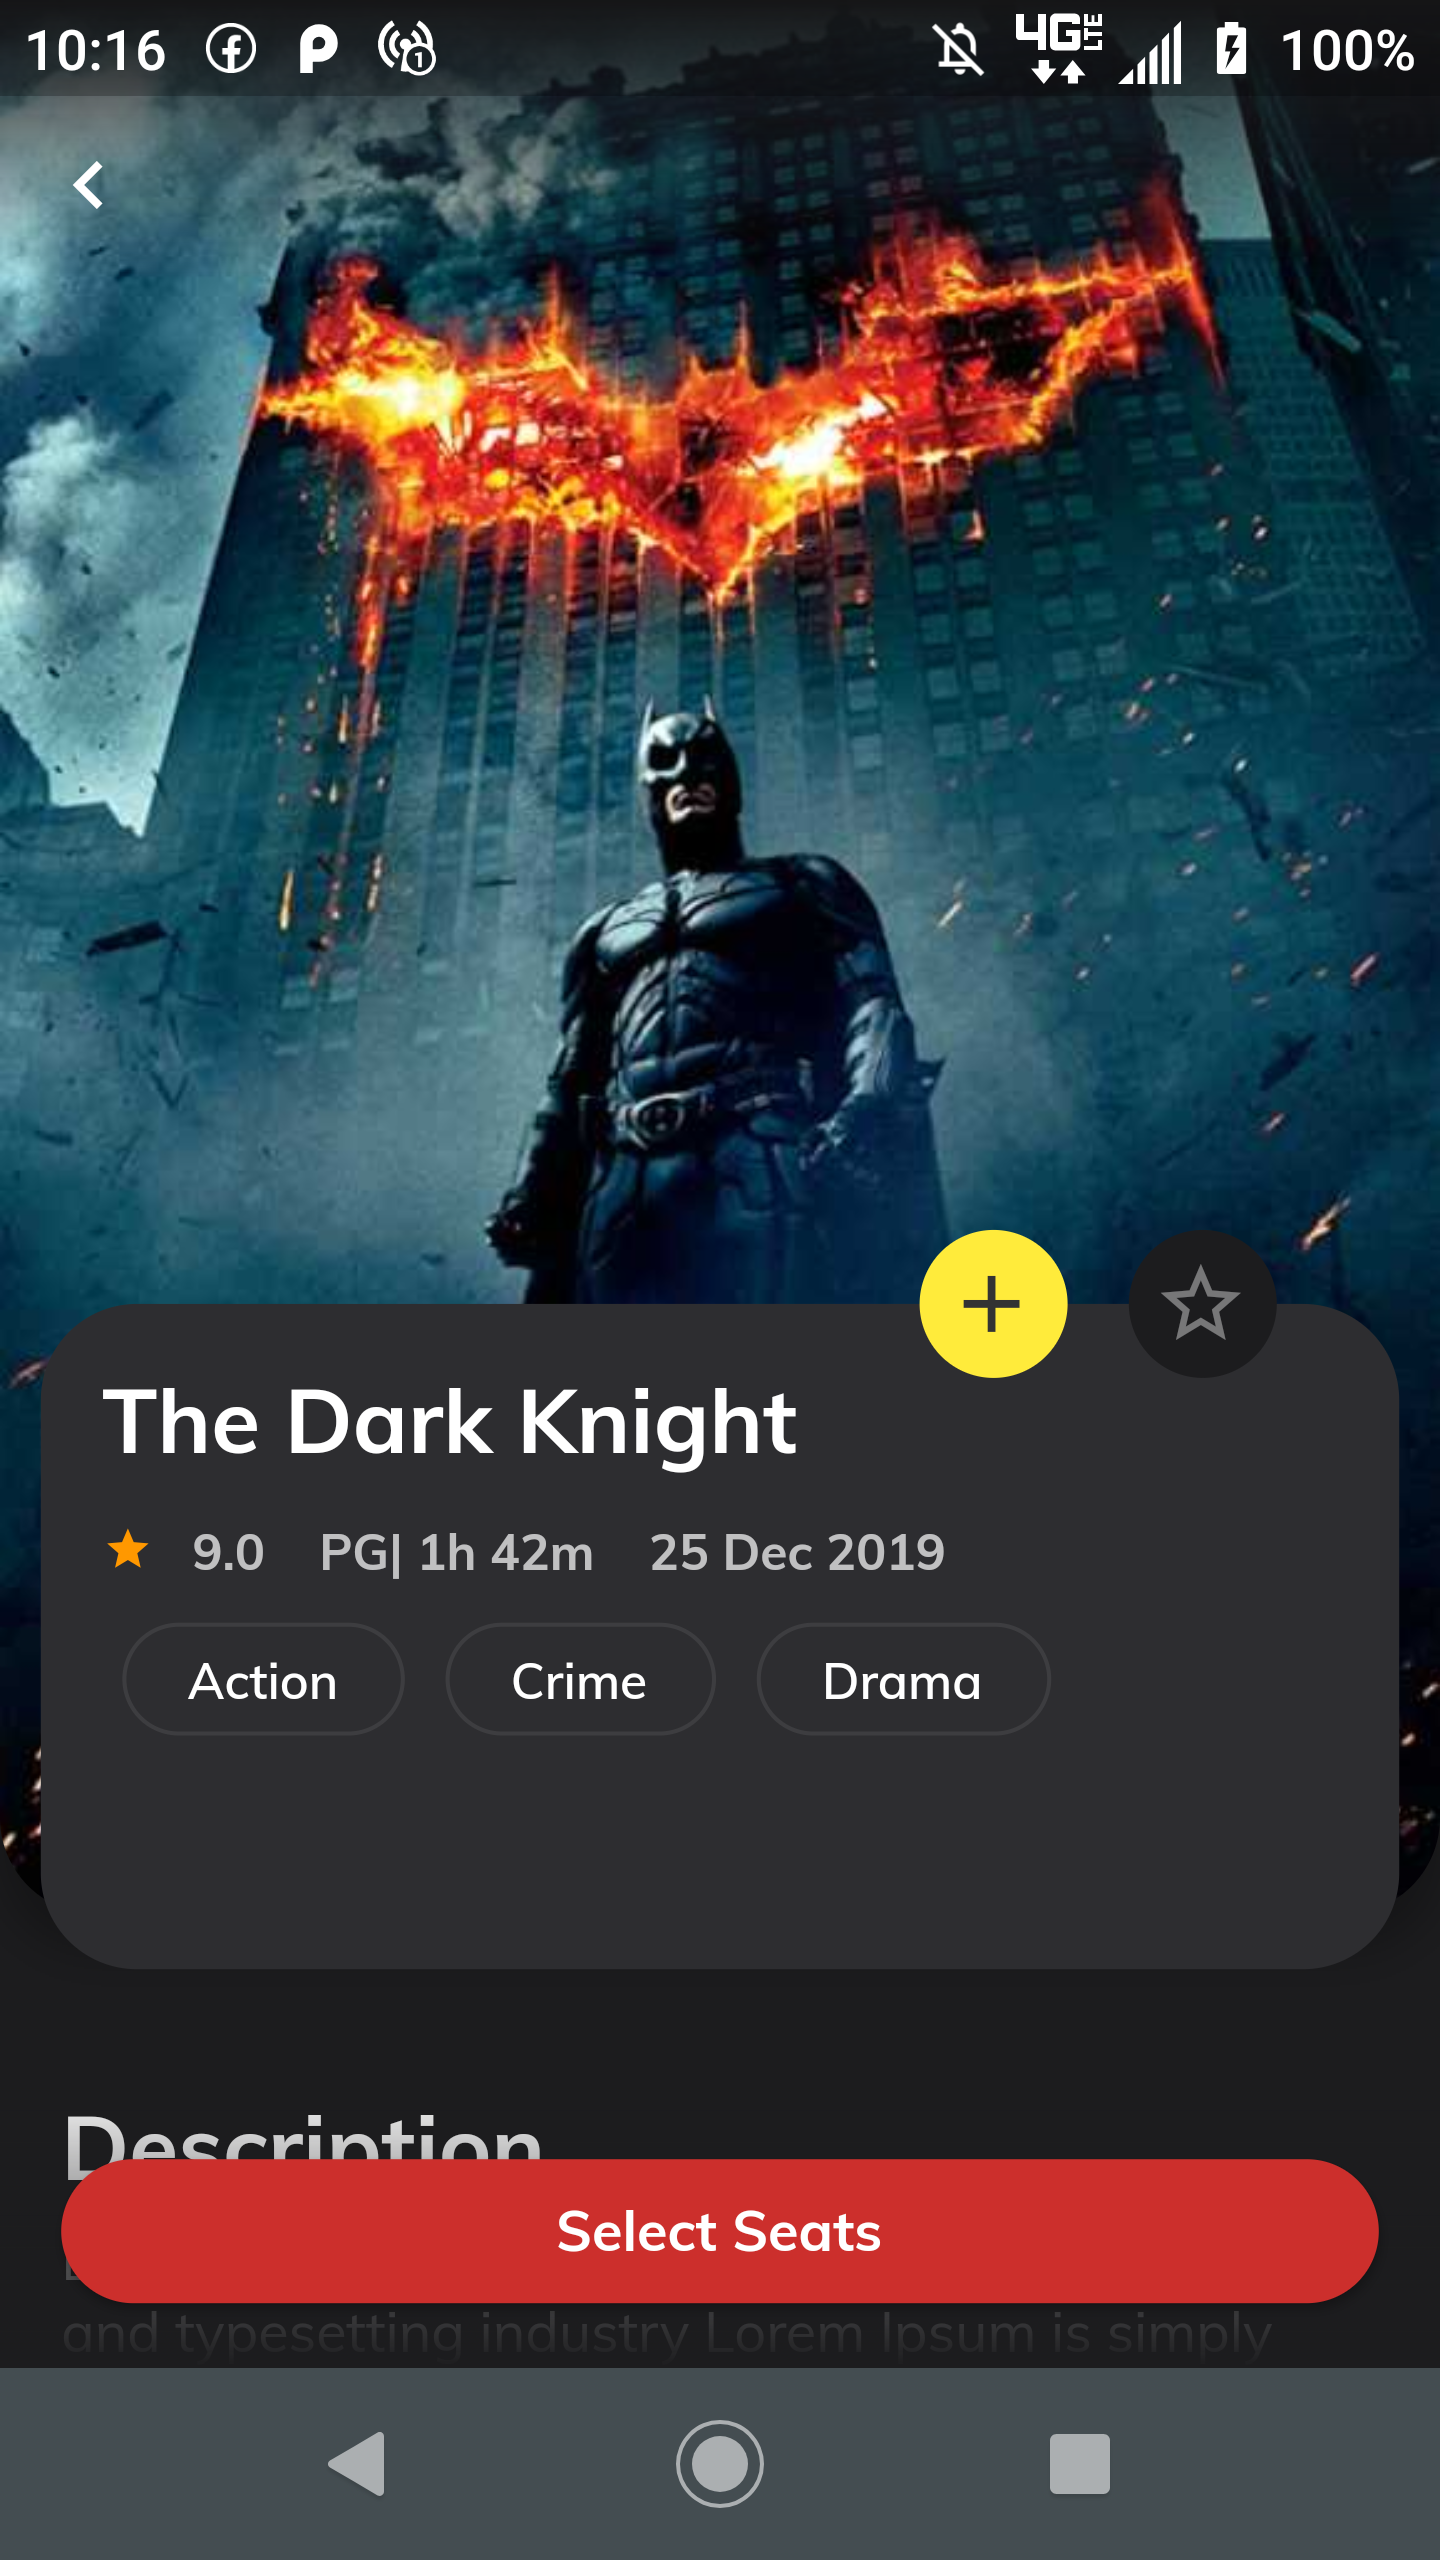 10:16 1 4G LTE 100%
The Dark Knight
9.0 PG| 1h 42m 25 Dec 2019
Action Crime Drama
Description
Select Seats
and typesetting industry Lorem Ipsum is simply